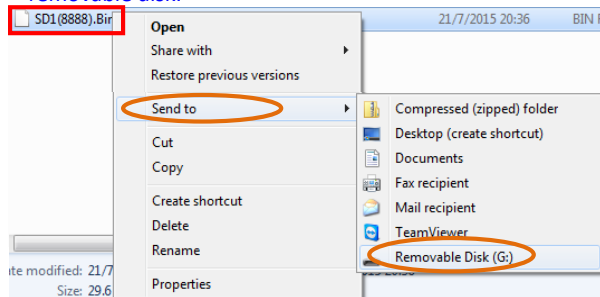 removable disk.
SD1(8888).Bin
21/7/2015 20:36
BIN
Open
Share with
Restore previous versions
Send to
Cut
Copy
Create shortcut
Delete
Rename
Properties
Compressed (zipped) folder
Desktop (create shortcut)
Documents
Fax recipient
Mail recipient
TeamViewer
Removable Disk (G:)
modified: 21/7
Size: 29.6